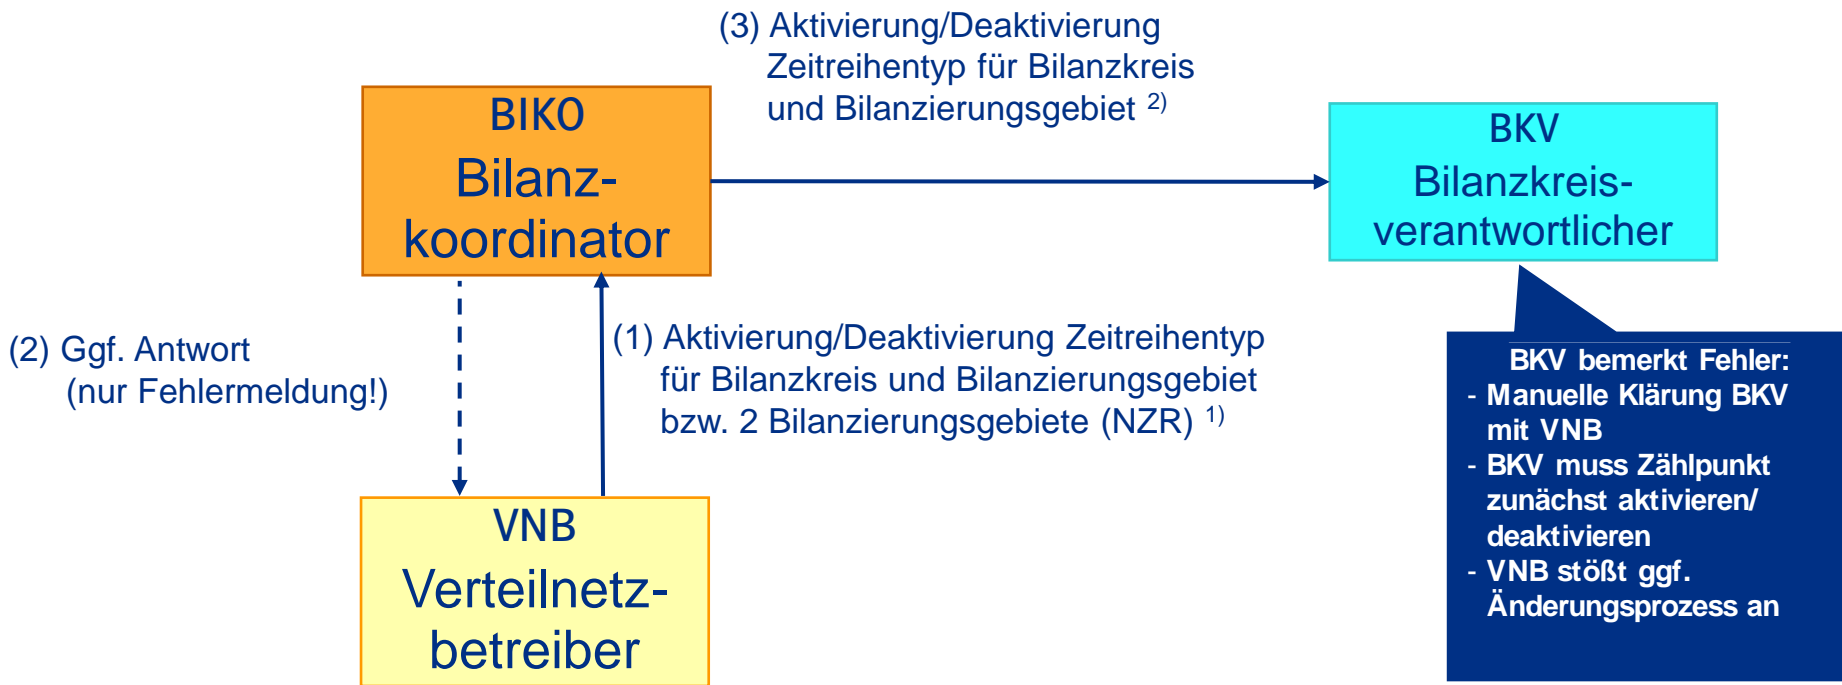 (3) Aktivierung/Deaktivierung
Zeitreihentyp für Bilanzkreis
und Bilanzierungsgebiet 2)
BIKO
Bilanz-
koordinator
BKV
Bilanzkreis-
verantwortlicher
(2) Ggf. Antwort
(nur Fehlermeldung!)
(1) Aktivierung/Deaktivierung Zeitreihentyp
für Bilanzkreis und Bilanzierungsgebiet
bzw. 2 Bilanzierungsgebiete (NZR) 1)
VNB
Verteilnetz-
betreiber
BKV bemerkt Fehler:
- Manuelle Klärung BKV
mit VNB
- BKV muss Zählpunkt
zunächst aktivieren/
deaktivieren
- VNB stößt ggf.
Änderungsprozess an